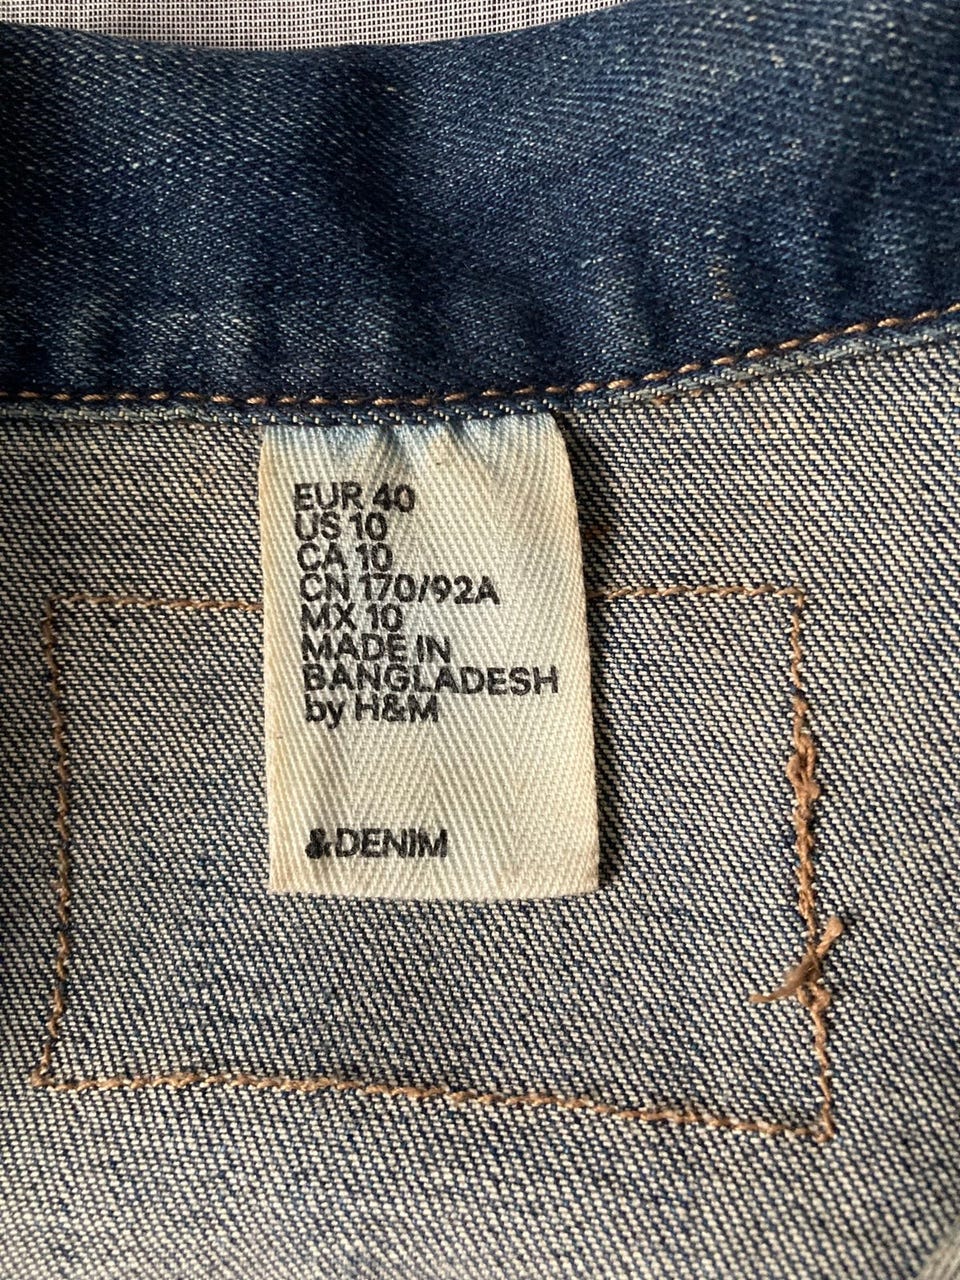 EUR 40
US 10
CA 10
CN 170/92A
MX 10
MADE IN
BANGLADESH
by H&M
&DENIM